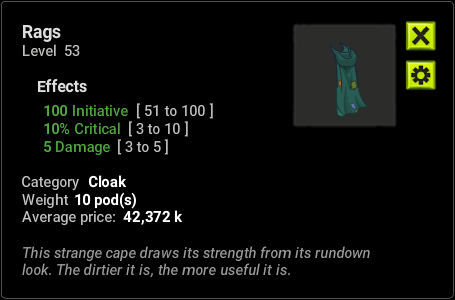 Rags
Level 53
Effects
100 Initiative [ 51 to 100 ]
10% Critical [ 3 to 10 ]
5 Damage [ 3 to 5 ]
Category Cloak
Weight 10 pod(s)
Average price: 42,372 k
This strange cape draws its strength from its rundown
look. The dirtier it is, the more useful it is.